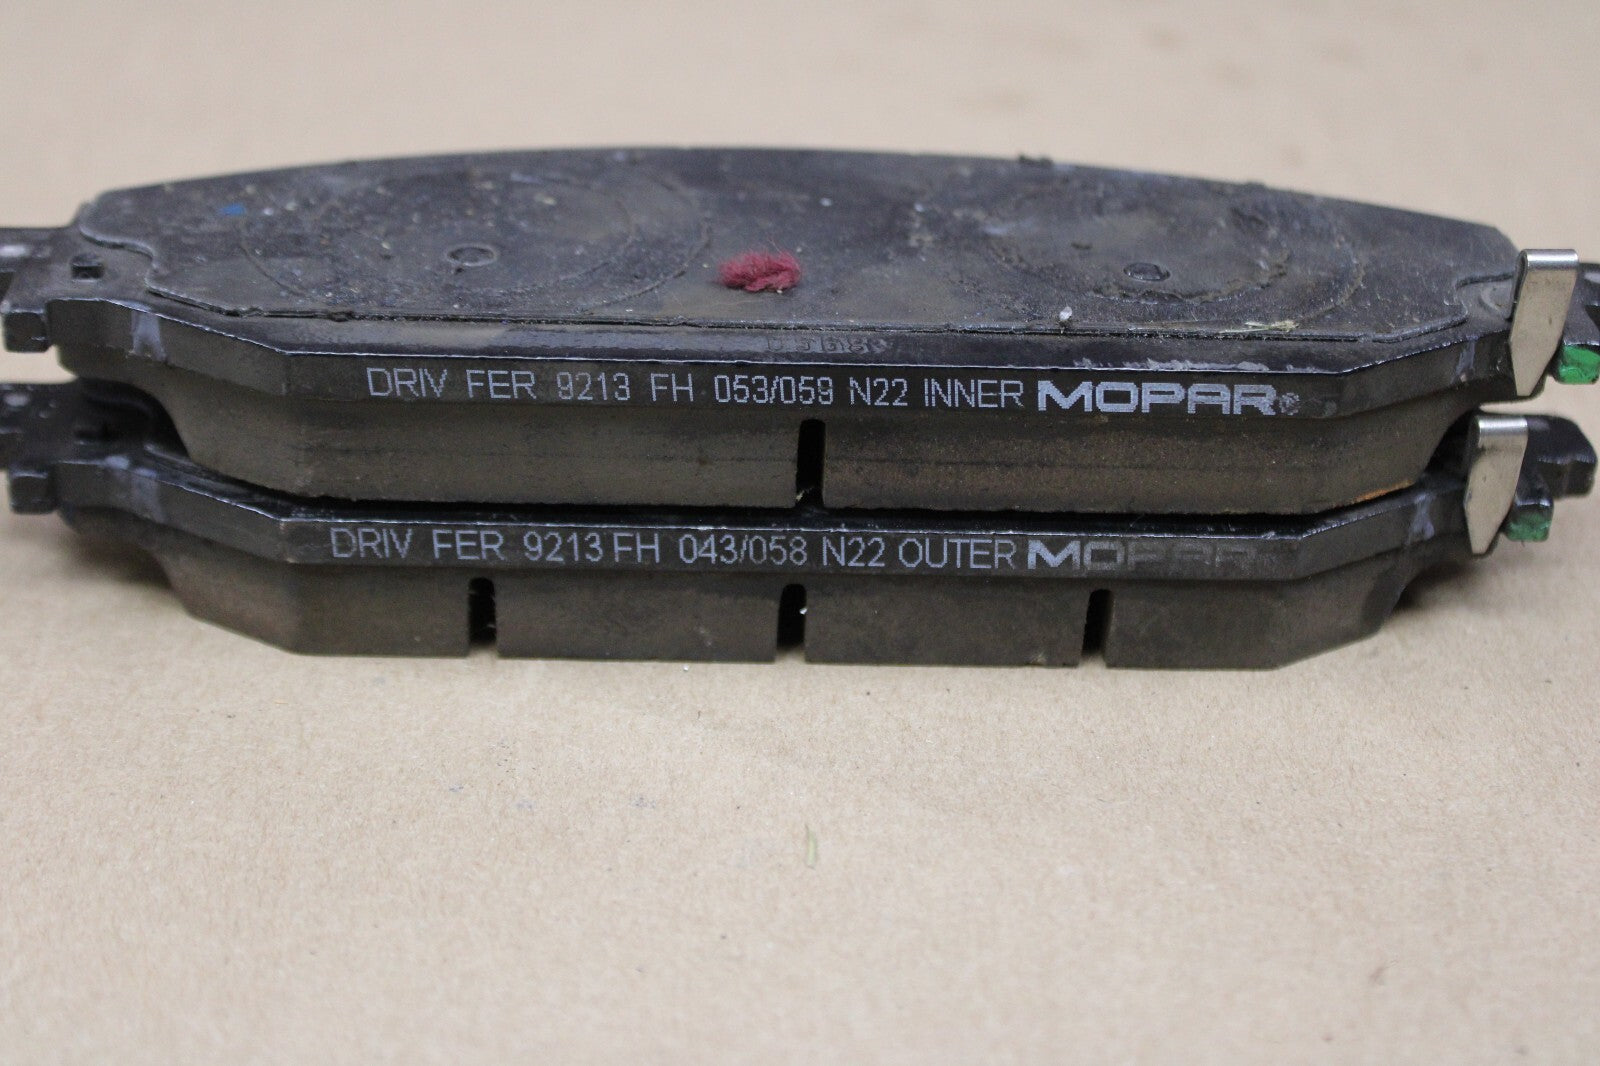 DRIV FER 9213 FH 053/059 N22 INNER MOPAR®
DRIV FER 9213 FH 043/058 N22 OUTER MOPAR